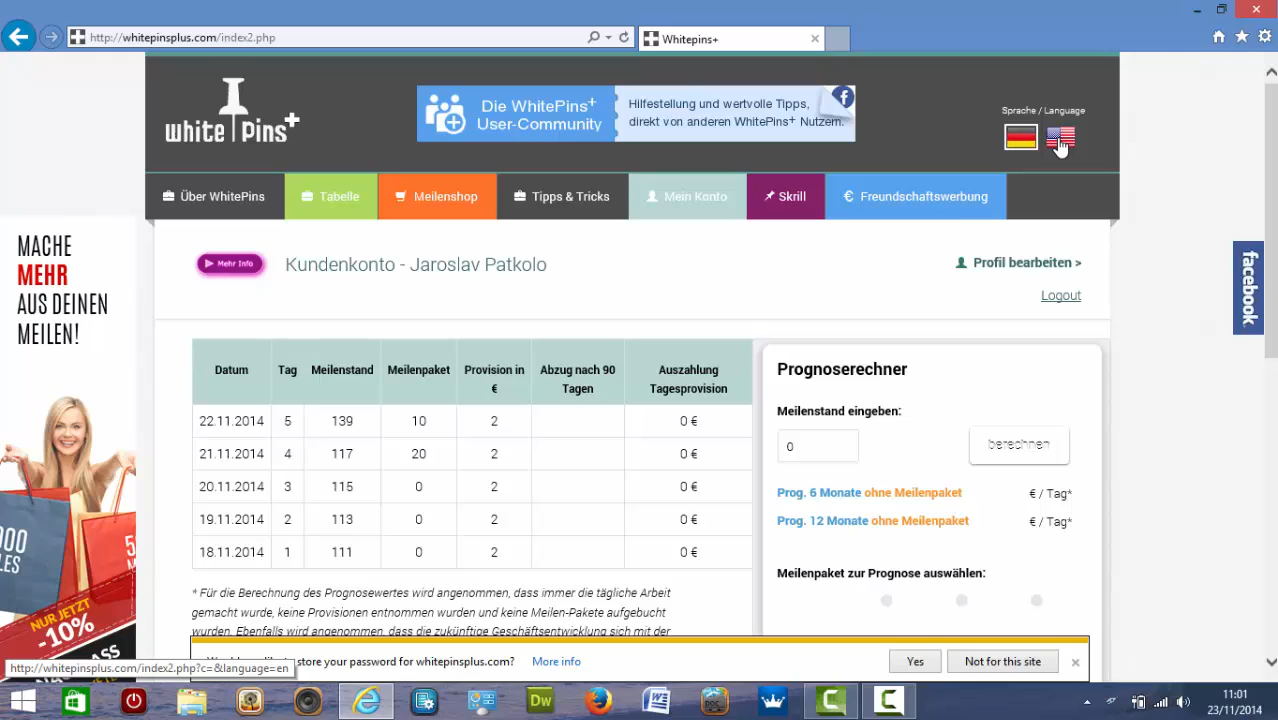 http://whitepinsplus.com/index2.php
Whitepins+
white Pins+
Die WhitePins+
User-Community
Hilfestellung und wertvolle Tipps,
direkt von anderen WhitePins+ Nutzern.
Sprache / Language
Über WhitePins
Tabelle
Meilenshop
Tipps & Tricks
Mein Konto
Skrill
€ Freundschaftswerbung
MACHE
MEHR
AUS DEINEN
MEILEN!
NUR JETZT
-10%
Mehr Info
Kundenkonto - Jaroslav Patkolo
Profil bearbeiten >
Logout
facebook
Datum Tag Meilenstand Meilenpaket Provision in € Abzug nach 90 Tagen Auszahlung Tagesprovision
22.11.2014 5 139 10 2 0 €
21.11.2014 4 117 20 2 0 €
20.11.2014 3 115 0 2 0 €
19.11.2014 2 113 0 2 0 €
18.11.2014 1 111 0 2 0 €
* Für die Berechnung des Prognosewertes wird angenommen, dass immer die tägliche Arbeit
gemacht wurde, keine Provisionen entnommen wurden und keine Meilen-Pakete aufgebucht
wurden. Ebenfalls wird angenommen, dass die zukünftige Geschäftsentwicklung sich mit der
Prognoserechner
Meilenstand eingeben:
0
berechnen
Prog. 6 Monate ohne Meilenpaket € / Tag*
Prog. 12 Monate ohne Meilenpaket € / Tag*
Meilenpaket zur Prognose auswählen:
store your password for whitepinsplus.com? More info
Yes
Not for this site
http://whitepinsplus.com/index2.php?c=&language=en
Dw
DOC
11:01
23/11/2014